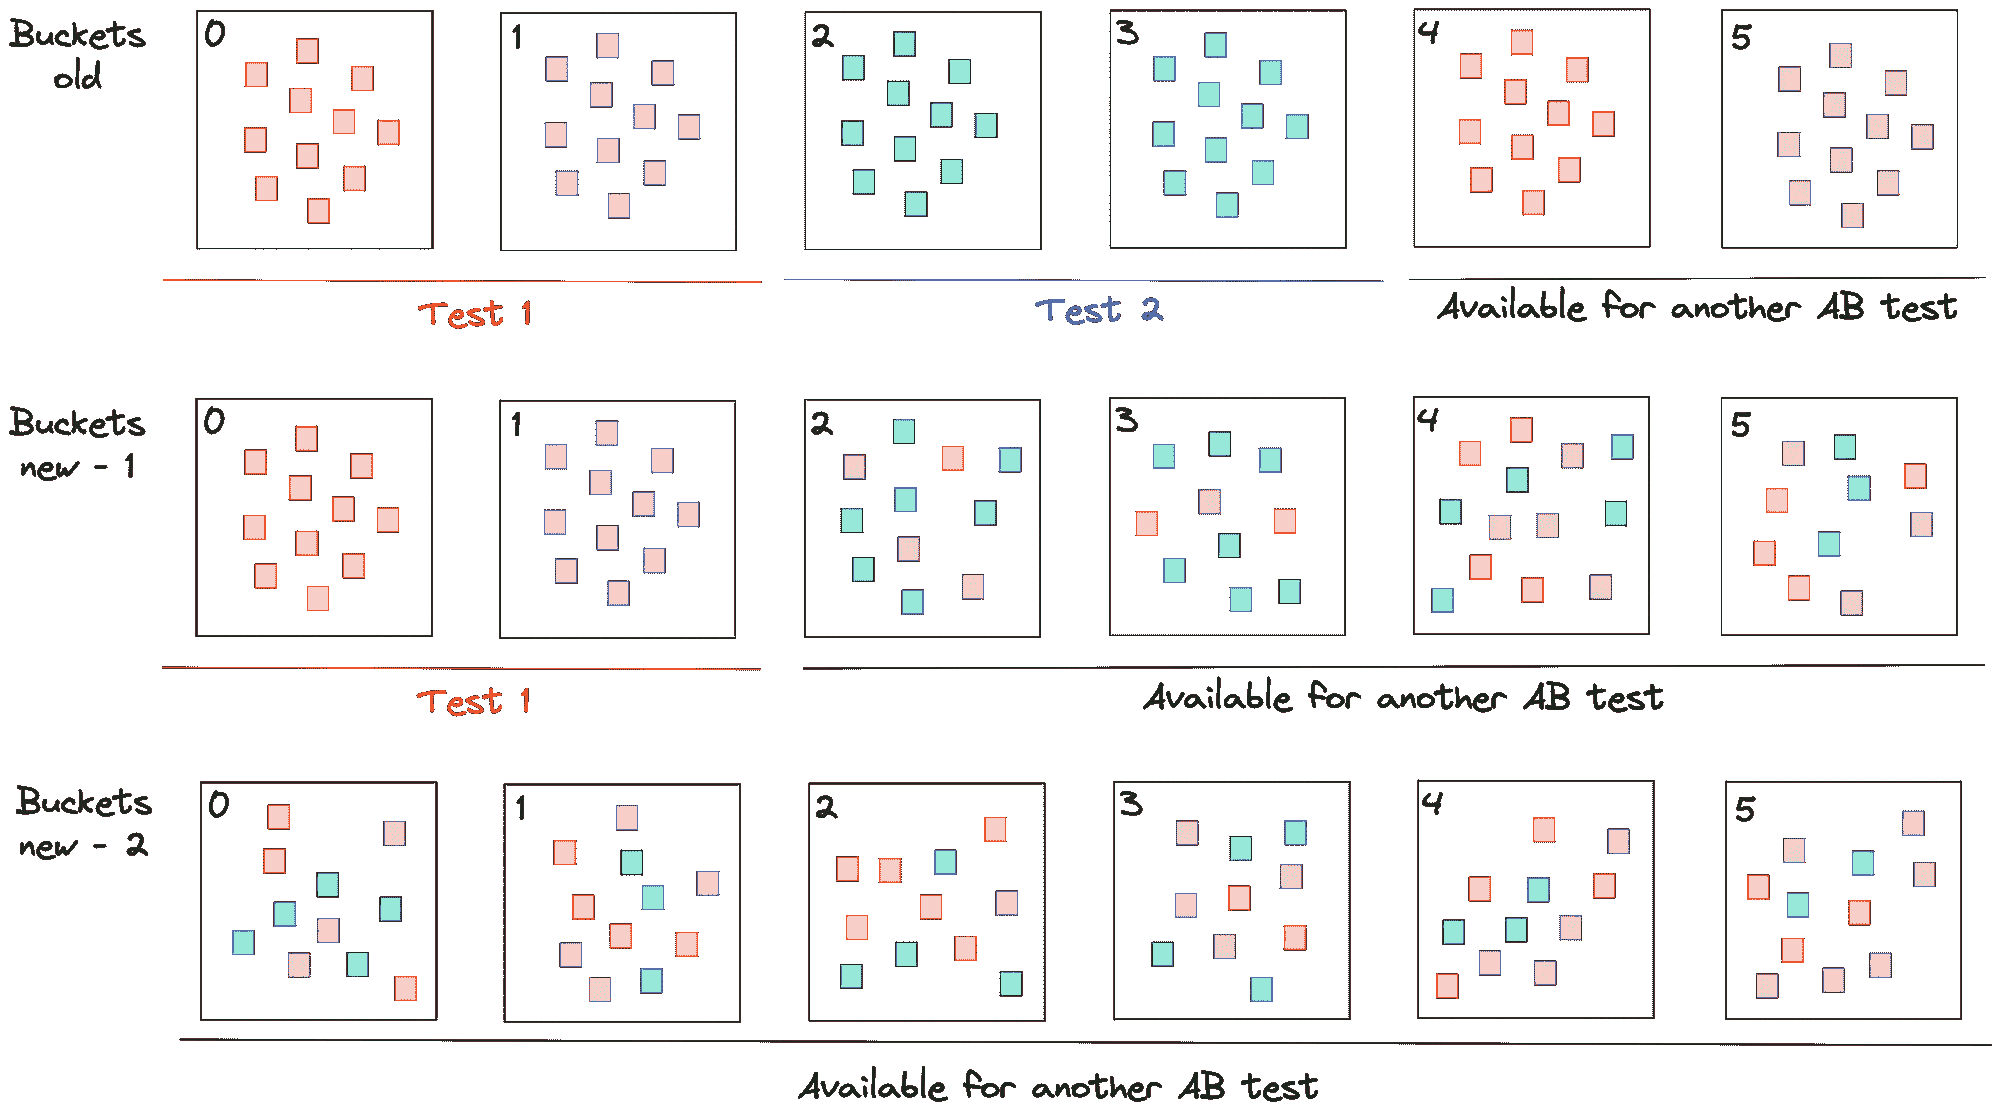 Buckets
old
0
1
2
3
4
5
Test 1
Test 2
Available for another AB test
Buckets
new - 1
0
1
2
3
4
5
Test 1
Available for another AB test
Buckets
new - 2
0
1
2
3
4
5
Available for another AB test